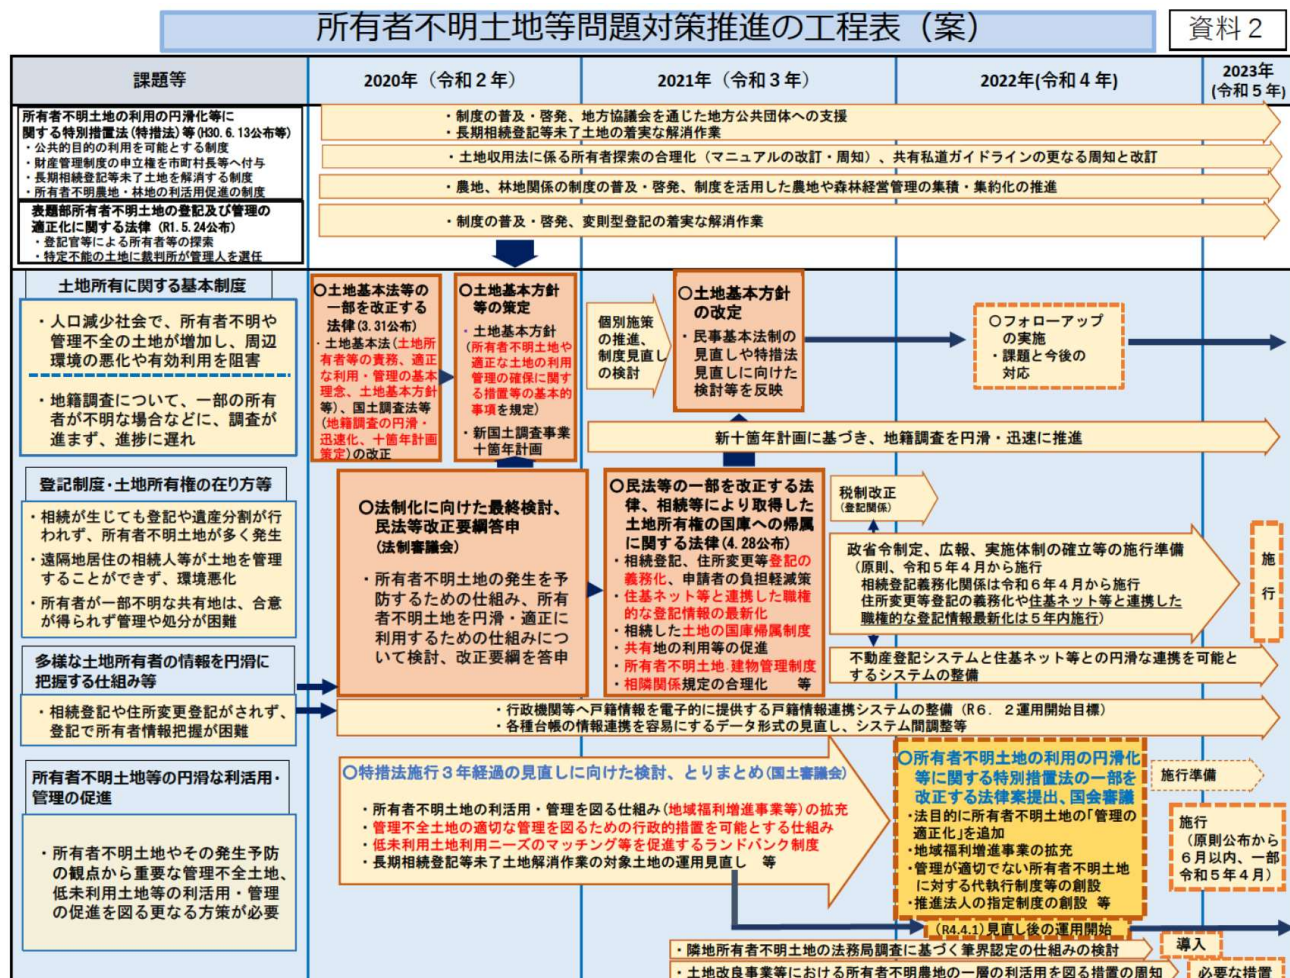 所有者不明土地等問題対策推進の工程表（案）
資料２
課題等
2020年（令和２年）
2021年（令和３年）
2022年(令和４年)
2023年
(令和５年)
所有者不明土地の利用の円滑化等に
関する特別措置法(特措法)等(H30.6.13公布等)
・公共的目的の利用を可能とする制度
・財産管理制度の申立権を市町村長等へ付与
・長期相続登記等未了土地を解消する制度
・所有者不明農地・林地の利活用促進の制度
表題部所有者不明土地の登記及び管理の
適正化に関する法律（R1.5.24公布）
・登記官等による所有者等の探索
・特定不能の土地に裁判所が管理人を選任
・制度の普及・啓発、地方協議会を通じた地方公共団体への支援
・長期相続登記等未了土地の着実な解消作業
・土地収用法に係る所有者探索の合理化（マニュアルの改訂・周知）、共有私道ガイドラインの更なる周知と改訂
・農地、林地関係の制度の普及・啓発、制度を活用した農地や森林経営管理の集積・集約化の推進
・制度の普及・啓発、変則型登記の着実な解消作業
土地所有に関する基本制度
・人口減少社会で、所有者不明や
管理不全の土地が増加し、周辺
環境の悪化や有効利用を阻害
・地籍調査について、一部の所有
者が不明な場合などに、調査が
進まず、進捗に遅れ
〇土地基本法等の
一部を改正する
法律(3.31公布)
・土地基本法(土地所
有者等の責務、適正
な利用・管理の基本
理念、土地基本方針
等)、国土調査法等
(地籍調査の円滑・
迅速化、十箇年計画
策定)の改正
〇土地基本方針
等の策定
・土地基本方針
(所有者不明土地や
適正な土地の利用
管理の確保に関す
る措置等の基本的
事項を規定)
・新国土調査事業
十箇年計画
個別施策
の推進、
制度見直し
の検討
〇土地基本方針
の改定
・民事基本法制の
見直しや特措法
見直しに向けた
検討等を反映
〇フォローアップ
の実施
・課題と今後の
対応
新十箇年計画に基づき、地籍調査を円滑・迅速に推進
登記制度・土地所有権の在り方等
・相続が生じても登記や遺産分割が行
われず、所有者不明土地が多く発生
・遠隔地居住の相続人等が土地を管理
することができず、環境悪化
・所有者が一部不明な共有地は、合意
が得られず管理や処分が困難
〇法制化に向けた最終検討、
民法等改正要綱答申
(法制審議会)
・所有者不明土地の発生を予
防するための仕組み、所有
者不明土地を円滑・適正に
利用するための仕組みにつ
いて検討、改正要綱を答申
〇民法等の一部を改正する法
律、相続等により取得した
土地所有権の国庫への帰属
に関する法律(4.28公布)
・相続登記、住所変更等登記の
義務化、申請者の負担軽減策
・住基ネット等と連携した職権
的な登記情報の最新化
・相続した土地の国庫帰属制度
・共有地の利用等の促進
・所有者不明土地・建物管理制度
・相隣関係規定の合理化　等
税制改正
(登記関係)
政省令制定、広報、実施体制の確立等の施行準備
(原則、令和５年４月から施行
相続登記義務化関係は令和６年４月から施行
住所変更等登記の義務化や住基ネット等と連携した
職権的な登記情報最新化は５年内施行)
施
行
不動産登記システムと住基ネット等との円滑な連携を可能と
するシステムの整備
多様な土地所有者の情報を円滑に
把握する仕組み等
・相続登記や住所変更登記がされず、
登記で所有者情報把握が困難
・行政機関等へ戸籍情報を電子的に提供する戸籍情報連携システムの整備（R６．２運用開始目標）
・各種台帳の情報連携を容易にするデータ形式の見直し、システム間調整等
所有者不明土地等の円滑な利活用・
管理の促進
・所有者不明土地やその発生予防
の観点から重要な管理不全土地、
低未利用土地等の利活用・管理
の促進を図る更なる方策が必要
〇特措法施行３年経過の見直しに向けた検討、とりまとめ(国土審議会)
・所有者不明土地の利活用・管理を図る仕組み(地域福利増進事業等)の拡充
・管理不全土地の適切な管理を図るための行政的措置を可能とする仕組み
・低未利用土地利用ニーズのマッチング等を促進するランドバンク制度
・長期相続登記等未了土地解消作業の対象土地の運用見直し　等
〇所有者不明土地の利用の円滑化
等に関する特別措置法の一部を
改正する法律案提出、国会審議
・法目的に所有者不明土地の「管理の
適正化」を追加
・地域福利増進事業の拡充
・管理が適切でない所有者不明土地
に対する代執行制度等の創設
・推進法人の指定制度の創設　等
施行準備
施行
(原則公布から
６月以内、一部
令和５年４月)
(R4.4.1)見直し後の運用開始
・隣地所有者不明土地の法務局調査に基づく筆界認定の仕組みの検討
導入
・土地改良事業等における所有者不明農地の一層の利活用を図る措置の周知
必要な措置